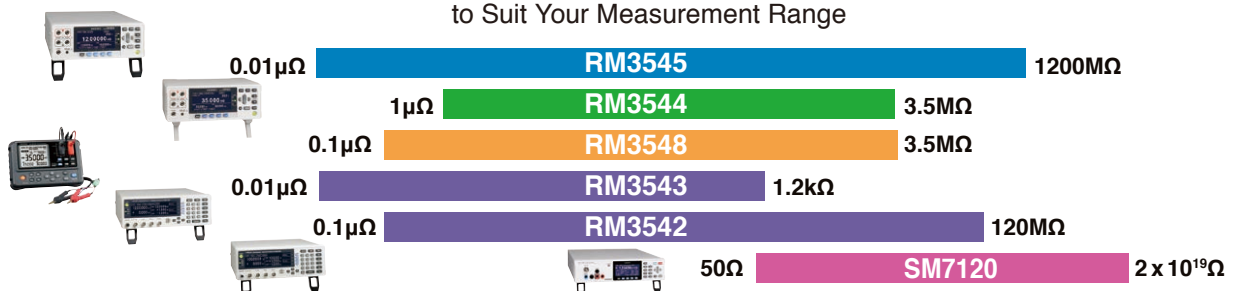 to Suit Your Measurement Range
0.01µΩ RM3545 1200MΩ
1µΩ RM3544 3.5MΩ
0.1µΩ RM3548 3.5MΩ
0.01µΩ RM3543 1.2kΩ
0.1µΩ RM3542 120MΩ
50Ω SM7120 2 x 10¹⁹Ω